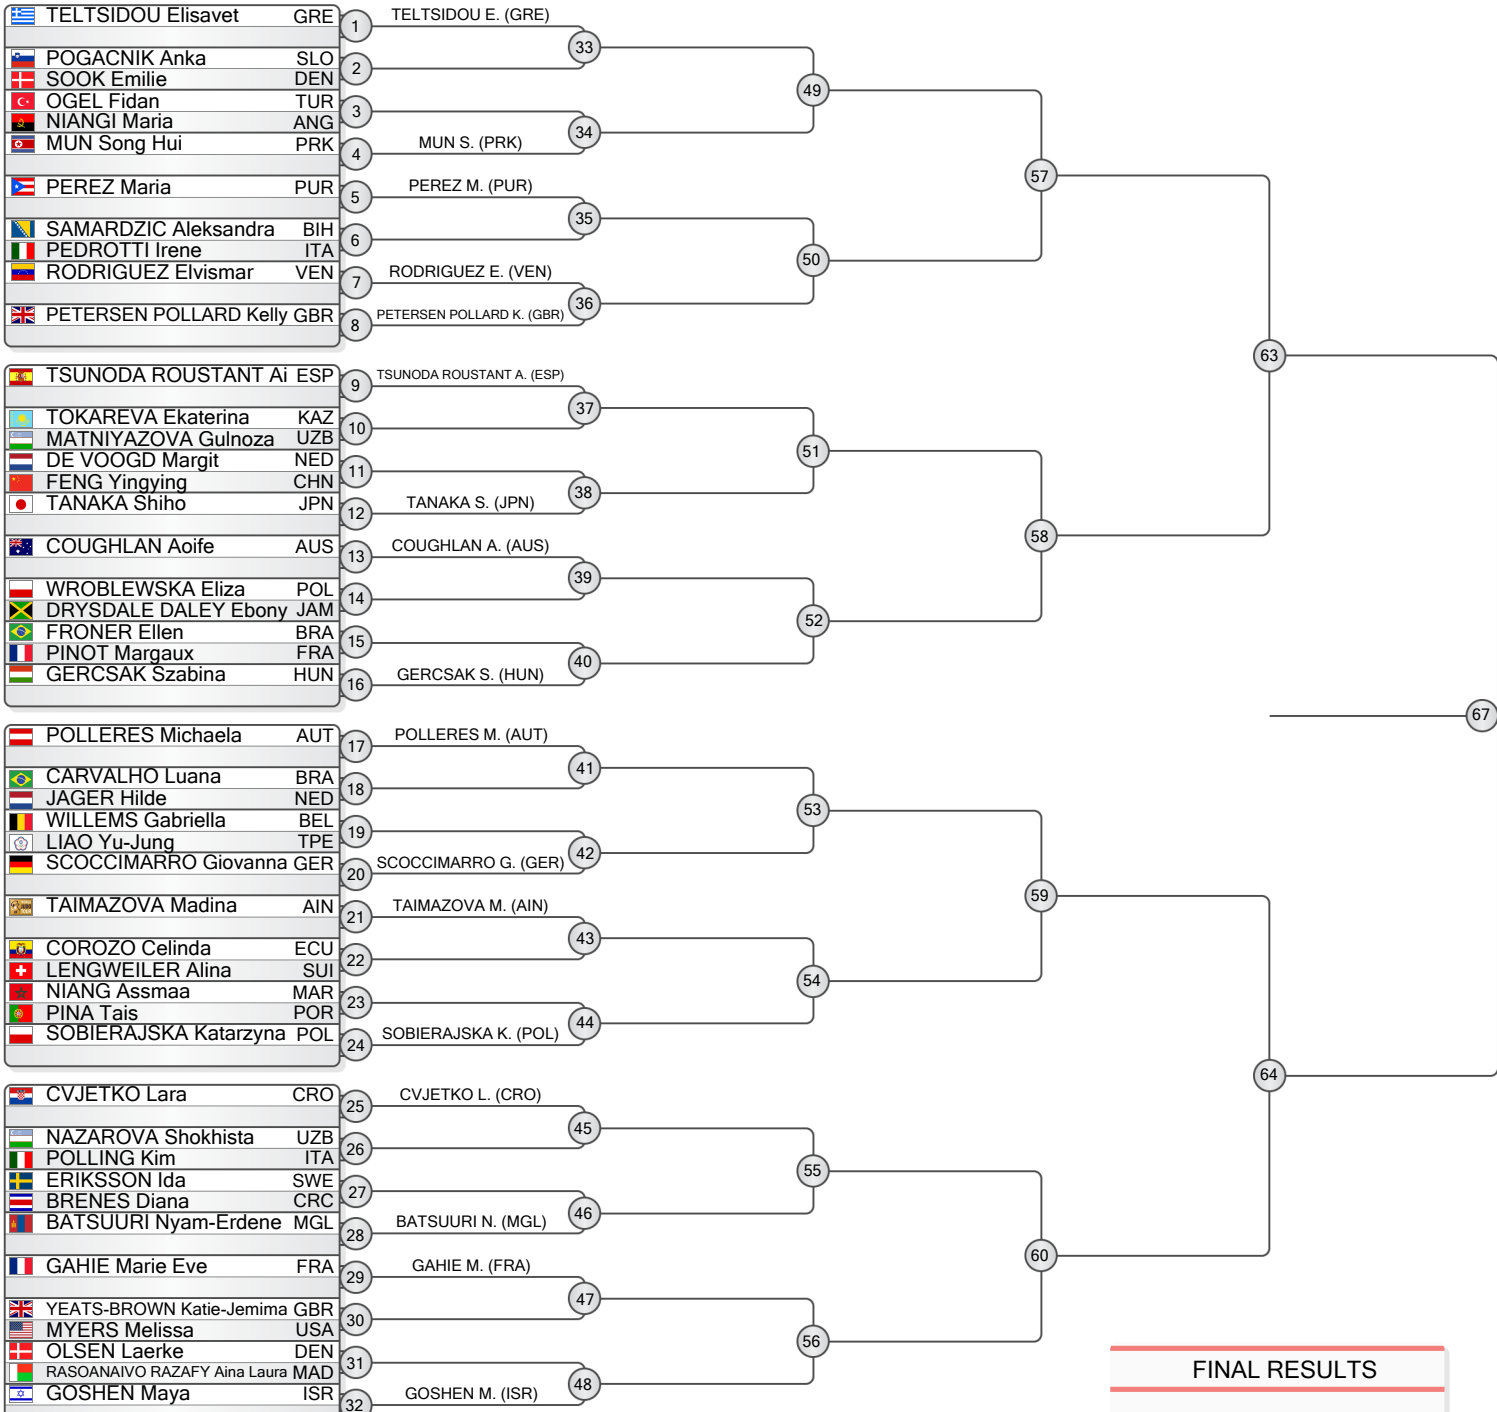 TELTSIDOU Elisavet GRE
1
TELTSIDOU E. (GRE)
33
POGACNIK Anka SLO
2
SOOK Emilie DEN
49
OGEL Fidan TUR
3
NIANGI Maria ANG
34
MUN Song Hui PRK
4
MUN S. (PRK)
57
PEREZ Maria PUR
5
PEREZ M. (PUR)
35
SAMARDZIC Aleksandra BIH
6
PEDROTTI Irene ITA
50
RODRIGUEZ Elvismar VEN
7
RODRIGUEZ E. (VEN)
36
PETERSEN POLLARD Kelly GBR
8
PETERSEN POLLARD K. (GBR)
63
TSUNODA ROUSTANT Ai ESP
9
TSUNODA ROUSTANT A. (ESP)
37
TOKAREVA Ekaterina KAZ
10
MATNIYAZOVA Gulnoza UZB
51
DE VOOGD Margit NED
11
FENG Yingying CHN
38
TANAKA Shiho JPN
12
TANAKA S. (JPN)
58
COUGHLAN Aoife AUS
13
COUGHLAN A. (AUS)
39
WROBLEWSKA Eliza POL
14
DRYSDALE DALEY Ebony JAM
52
FRONER Ellen BRA
15
PINOT Margaux FRA
40
GERCSAK Szabina HUN
16
GERCSAK S. (HUN)
67
POLLERES Michaela AUT
17
POLLERES M. (AUT)
41
CARVALHO Luana BRA
18
JAGER Hilde NED
53
WILLEMS Gabriella BEL
19
LIAO Yu-Jung TPE
42
SCOCCIMARRO Giovanna GER
20
SCOCCIMARRO G. (GER)
59
TAIMAZOVA Madina AIN
21
TAIMAZOVA M. (AIN)
43
COROZO Celinda ECU
22
LENGWEILER Alina SUI
54
NIANG Assmaa MAR
23
PINA Tais POR
44
SOBIERAJSKA Katarzyna POL
24
SOBIERAJSKA K. (POL)
64
CVJETKO Lara CRO
25
CVJETKO L. (CRO)
45
NAZAROVA Shokhista UZB
26
POLLING Kim ITA
55
ERIKSSON Ida SWE
27
BRENES Diana CRC
46
BATSUURI Nyam-Erdene MGL
28
BATSUURI N. (MGL)
60
GAHIE Marie Eve FRA
29
GAHIE M. (FRA)
47
YEATS-BROWN Katie-Jemima GBR
30
MYERS Melissa USA
56
OLSEN Laerke DEN
31
RASOANAIVO RAZAFY Aina Laura MAD
48
GOSHEN Maya ISR
32
GOSHEN M. (ISR)
FINAL RESULTS